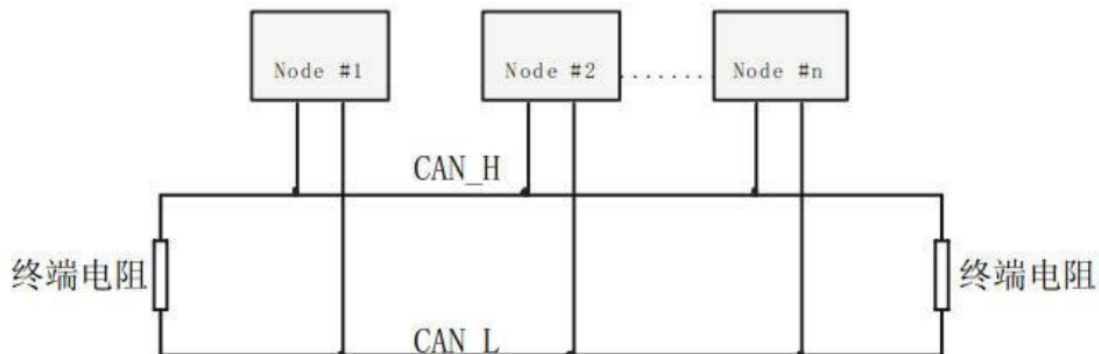 Node #1
Node #2
.......
Node #n
CAN_H
终端电阻
终端电阻
CAN_L